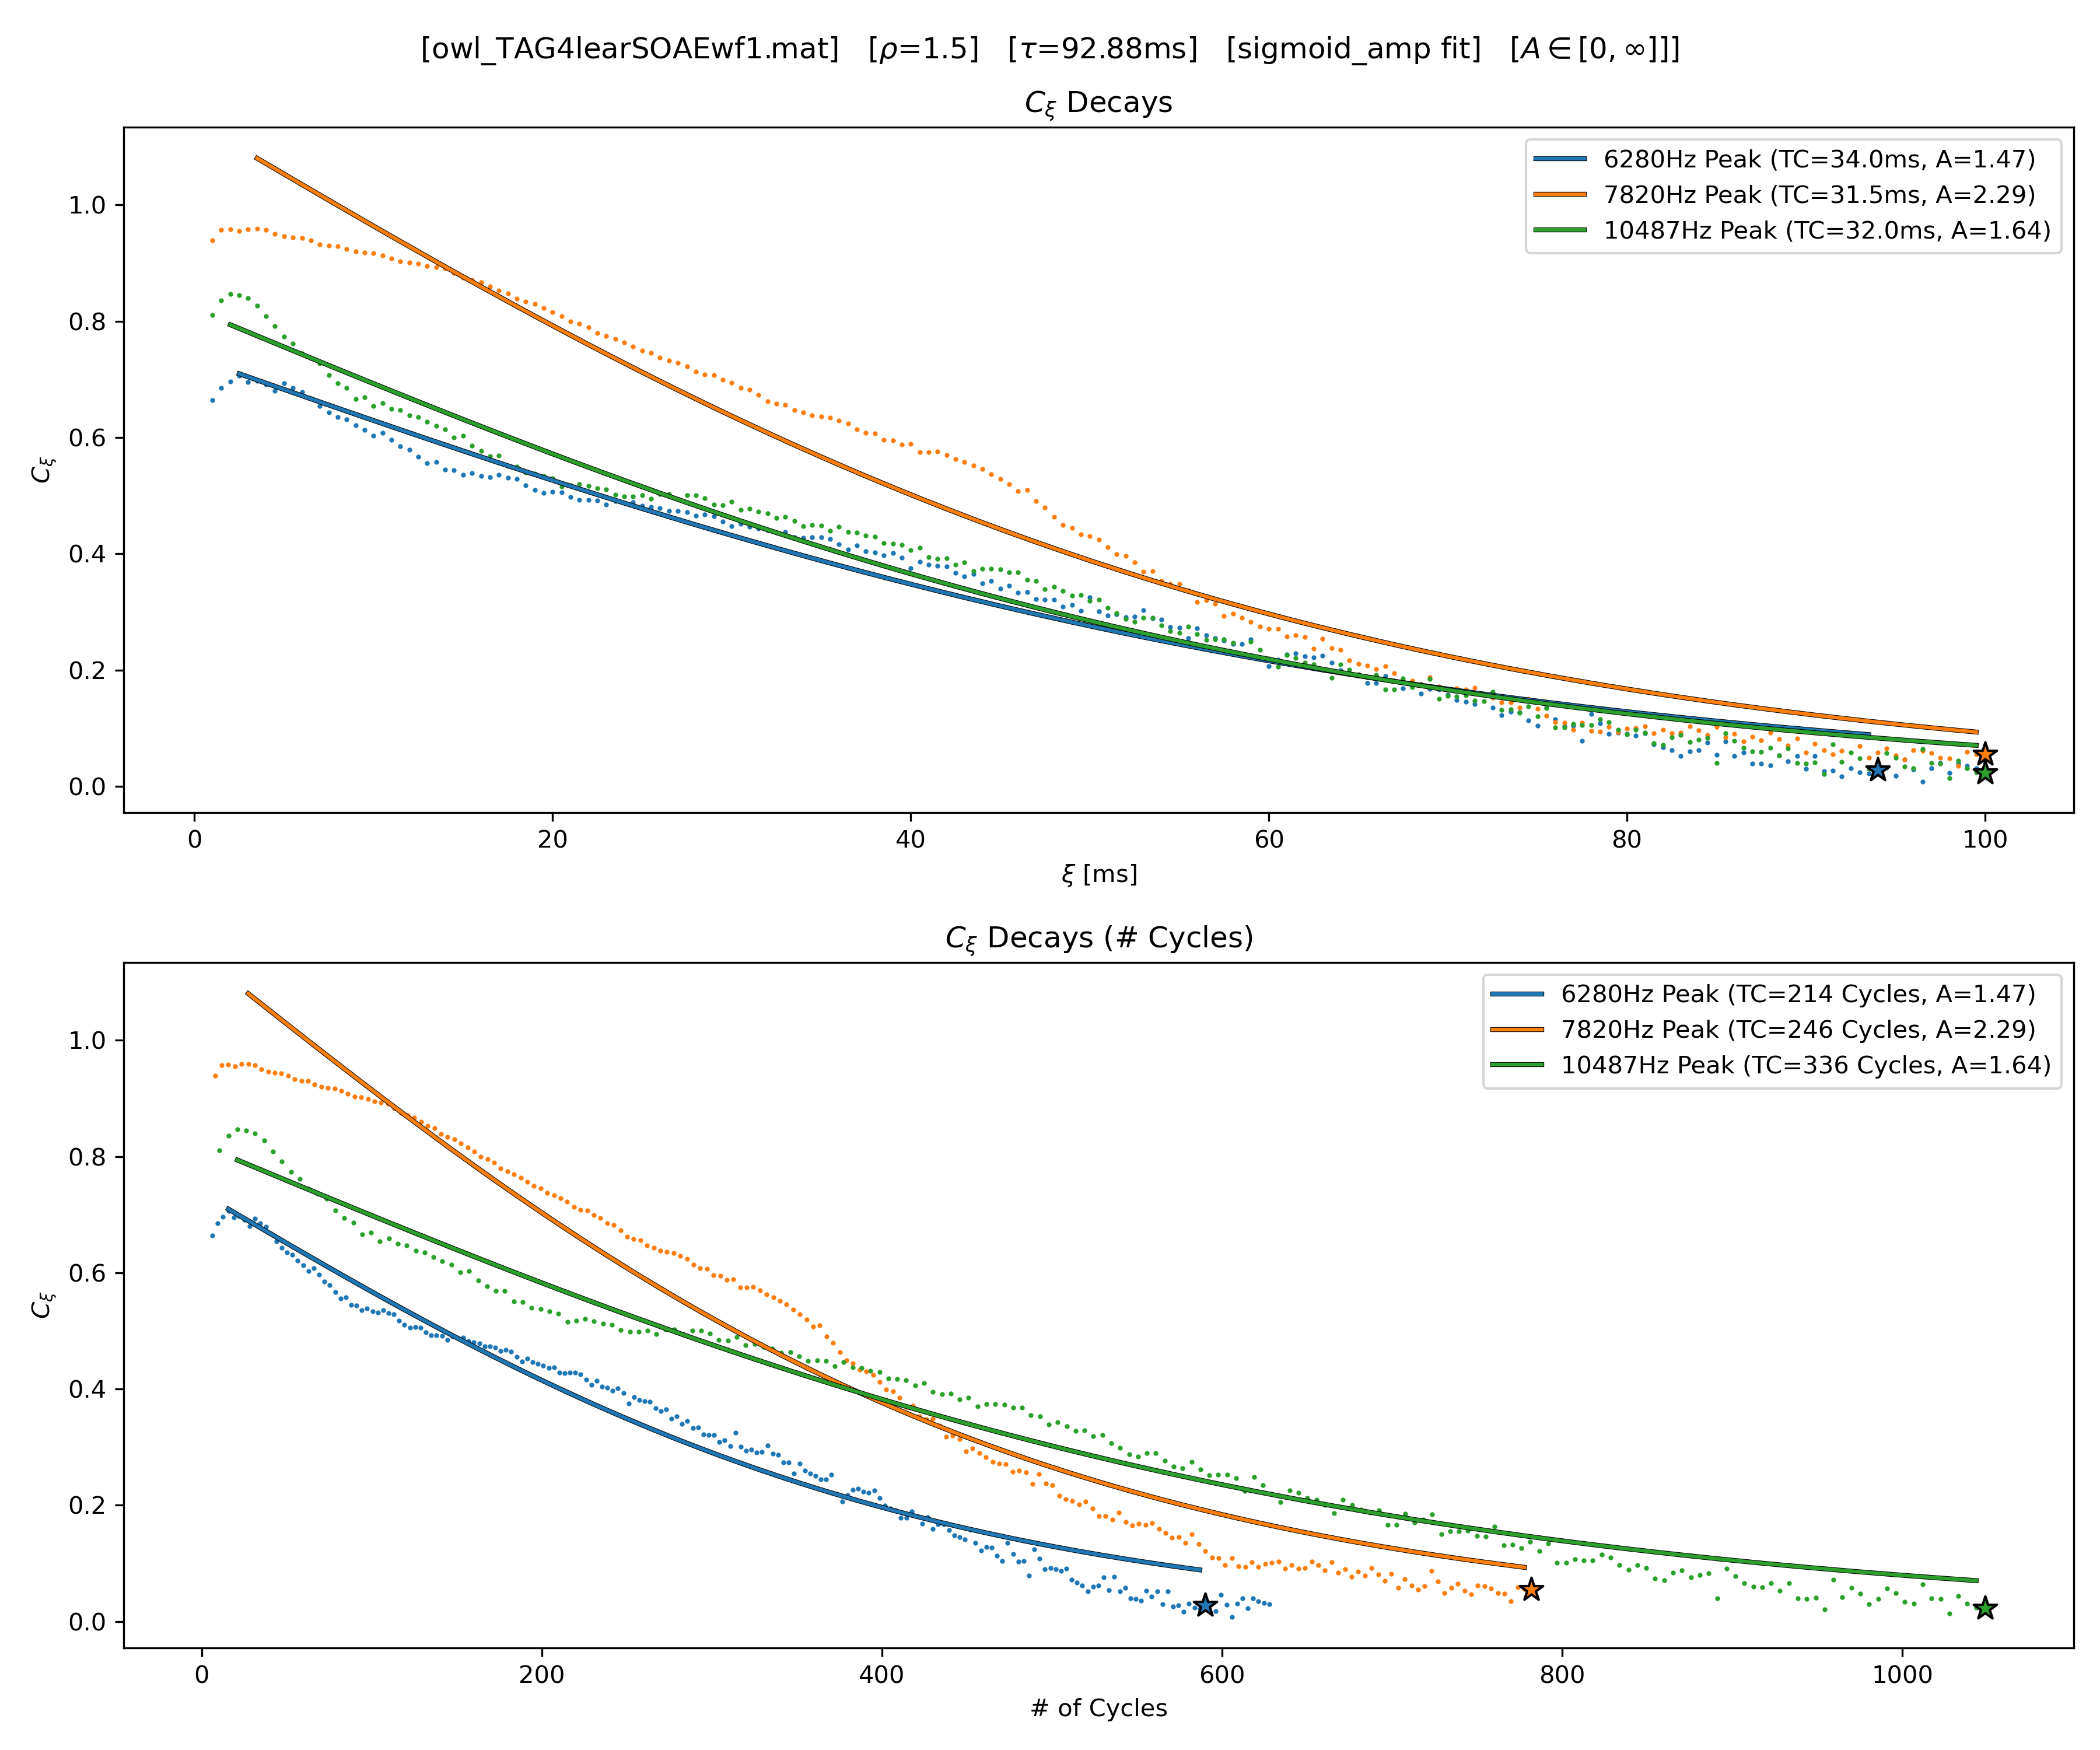 [owl_TAG4learSOAEwf1.mat] [ρ=1.5] [τ=92.88ms] [sigmoid_amp fit] [A ∈ [0, ∞]]]
C_ξ Decays
6280Hz Peak (TC=34.0ms, A=1.47)
7820Hz Peak (TC=31.5ms, A=2.29)
10487Hz Peak (TC=32.0ms, A=1.64)
1.0
0.8
0.6
0.4
0.2
0.0
C_ξ
0 20 40 60 80 100
ξ [ms]
C_ξ Decays (# Cycles)
6280Hz Peak (TC=214 Cycles, A=1.47)
7820Hz Peak (TC=246 Cycles, A=2.29)
10487Hz Peak (TC=336 Cycles, A=1.64)
1.0
0.8
0.6
0.4
0.2
0.0
C_ξ
0 200 400 600 800 1000
# of Cycles